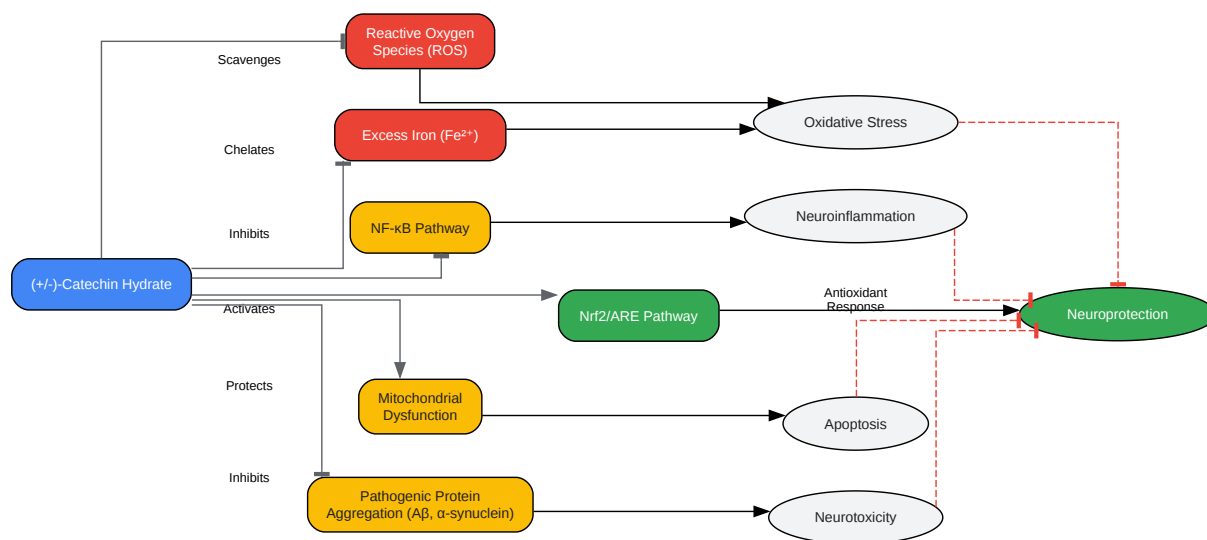 Reactive Oxygen
Species (ROS)
Scavenges
Excess Iron (Fe²⁺)
Oxidative Stress
Chelates
NF-κB Pathway
Neuroinflammation
Inhibits
(+/-)-Catechin Hydrate
Activates
Nrf2/ARE Pathway
Antioxidant
Response
Neuroprotection
Protects
Mitochondrial
Dysfunction
Apoptosis
Inhibits
Pathogenic Protein
Aggregation (Aβ, α-synuclein)
Neurotoxicity